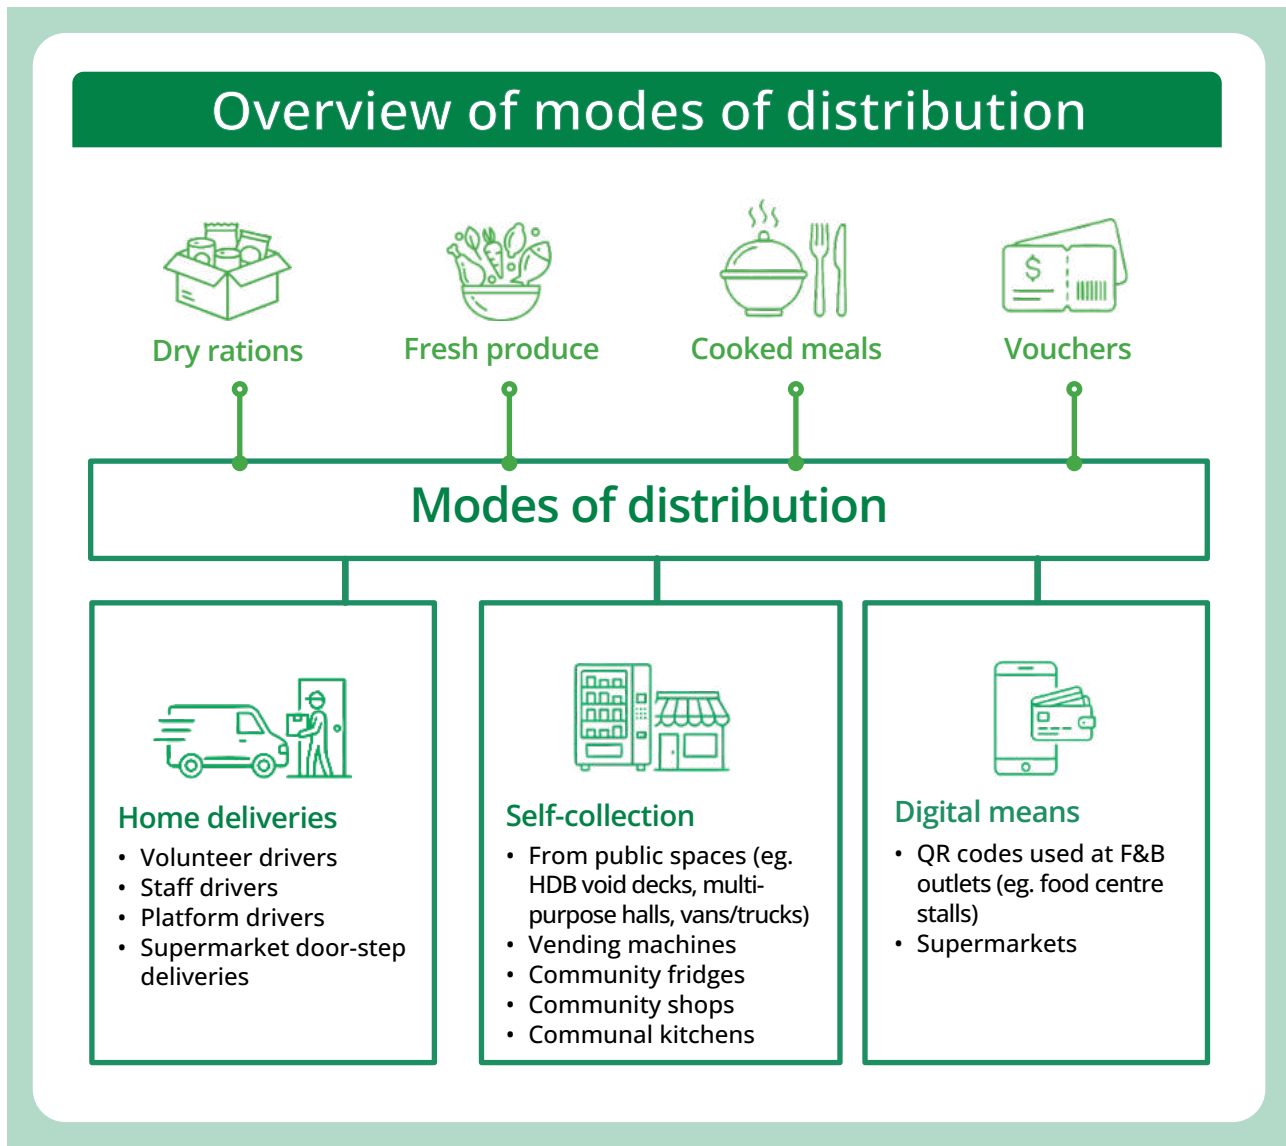 Overview of modes of distribution
Dry rations
Fresh produce
Cooked meals
Vouchers
Modes of distribution
Home deliveries
• Volunteer drivers
• Staff drivers
• Platform drivers
• Supermarket door-step
deliveries
Self-collection
• From public spaces (eg.
HDB void decks, multi-
purpose halls, vans/trucks)
• Vending machines
• Community fridges
• Community shops
• Communal kitchens
Digital means
• QR codes used at F&B
outlets (eg. food centre
stalls)
• Supermarkets